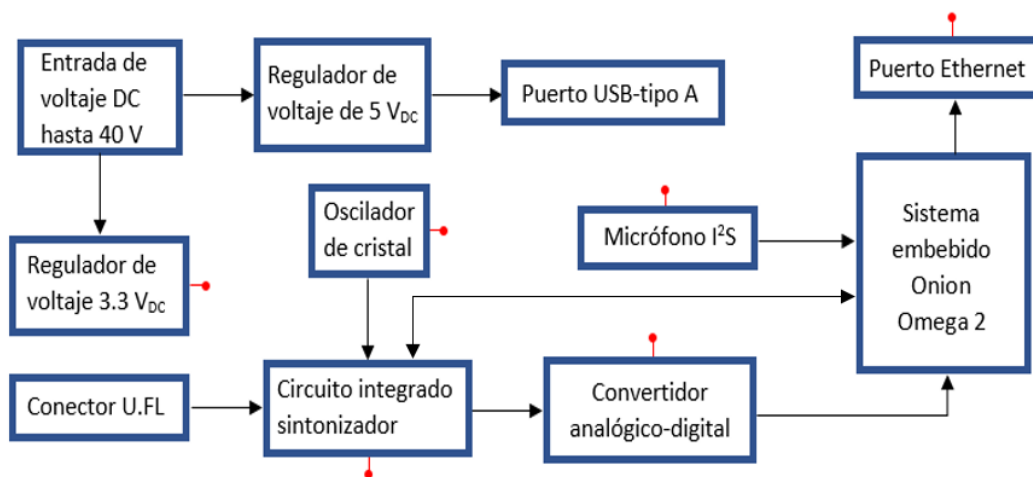 Entrada de
voltaje DC
hasta 40 V
Regulador de
voltaje de 5 V_DC
Puerto USB-tipo A
Puerto Ethernet
Oscilador
de cristal
Micrófono I²S
Sistema
embebido
Onion
Omega 2
Regulador de
voltaje 3.3 V_DC
Conector U.FL
Circuito integrado
sintonizador
Convertidor
analógico-digital